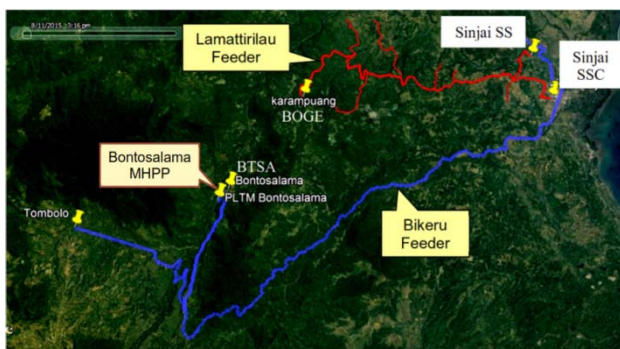 8/11/2015 3:16 pm
Lamattirilau
Feeder
Sinjai SS
Sinjai
SSC
karampuang
BOGE
Bontosalama
MHPP
BTSA
Bontosalama
PLTM Bontosalama
Tombolo
Bikeru
Feeder